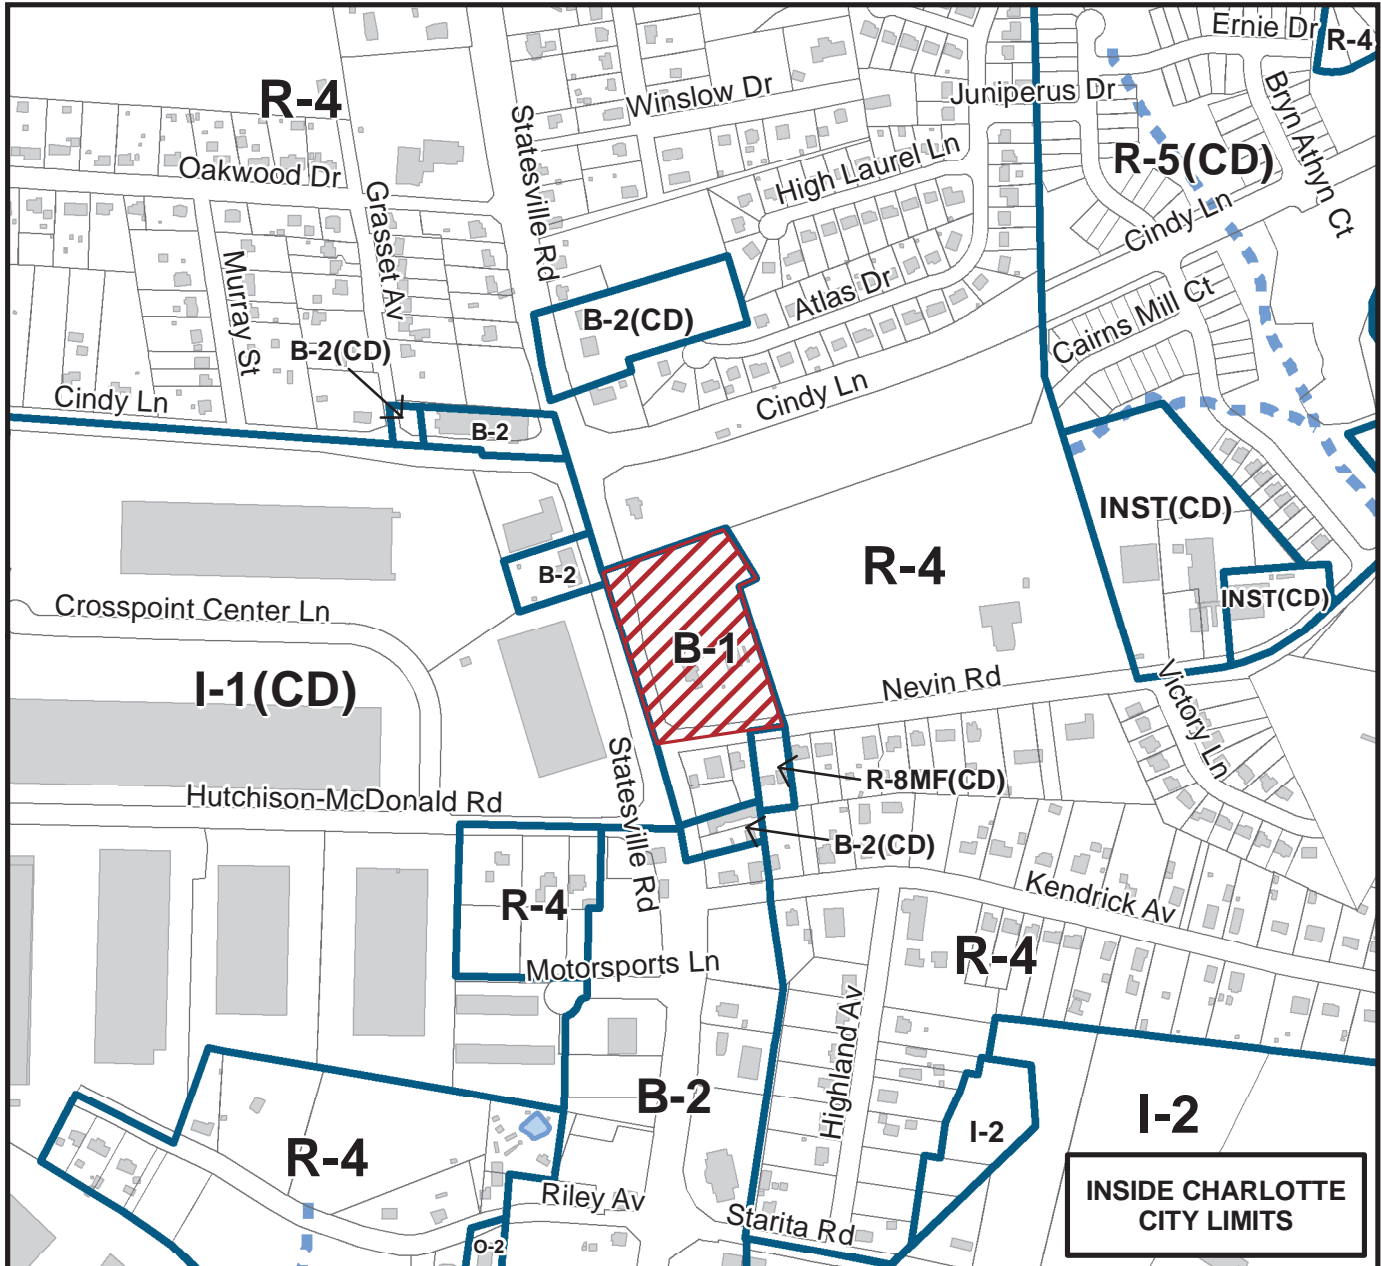 Ernie Dr
R-4
R-4
Winslow Dr
Juniperus Dr
Bryn Athyn Ct
Statesville Rd
Oakwood Dr
High Laurel Ln
R-5(CD)
Grasset Av
Cindy Ln
Murray St
Atlas Dr
B-2(CD)
Cairns Mill Ct
B-2(CD)
Cindy Ln
Cindy Ln
B-2
INST(CD)
R-4
B-2
INST(CD)
Crosspoint Center Ln
B-1
I-1(CD)
Nevin Rd
Victory Ln
Statesville Rd
R-8MF(CD)
Hutchison-McDonald Rd
B-2(CD)
R-4
Kendrick Av
R-4
Motorsports Ln
Highland Av
B-2
I-2
I-2
R-4
Riley Av
Starita Rd
O-2
INSIDE CHARLOTTE
CITY LIMITS